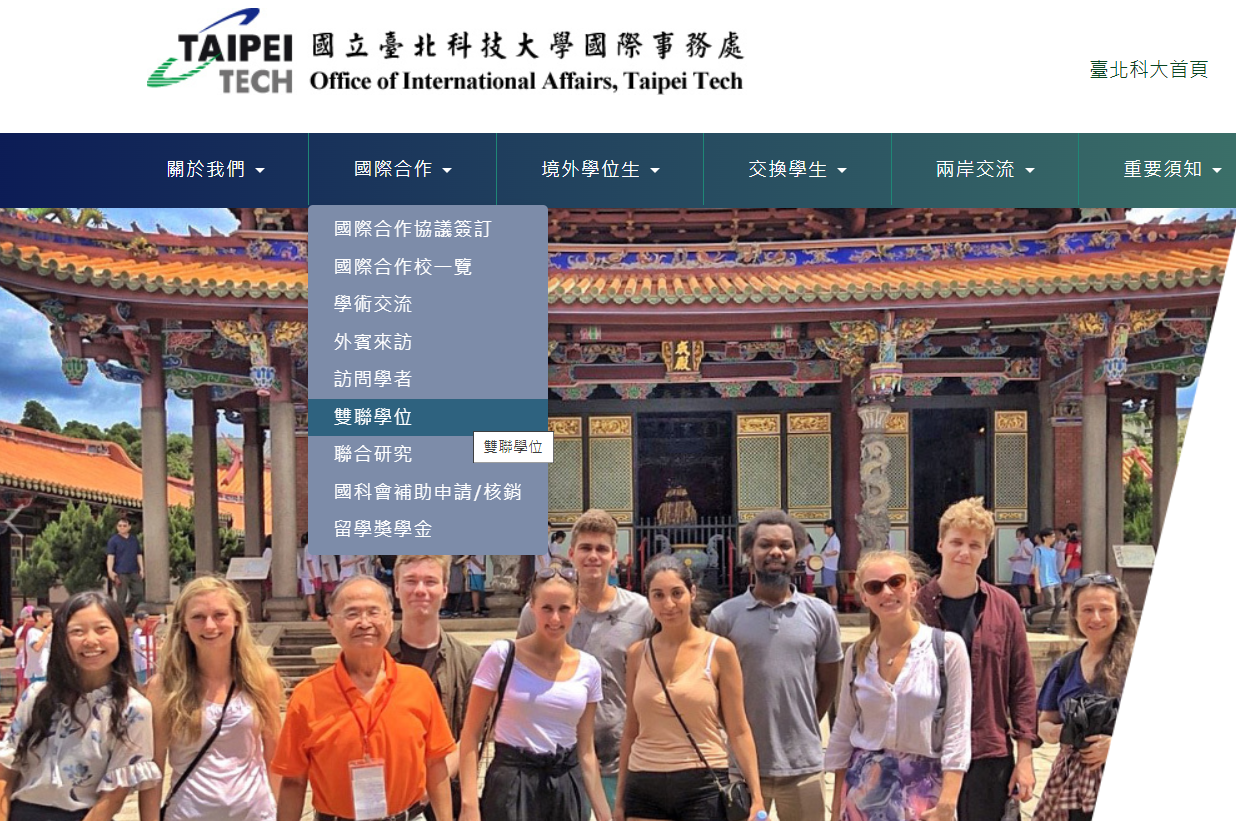 TAIPEI
TECH
國立臺北科技大學國際事務處
Office of International Affairs, Taipei Tech
臺北科大首頁
關於我們
國際合作
境外學位生
交換學生
兩岸交流
重要須知
國際合作協議簽訂
國際合作校一覽
學術交流
外賓來訪
訪問學者
雙聯學位
聯合研究
國科會補助申請/核銷
留學獎學金
雙聯學位